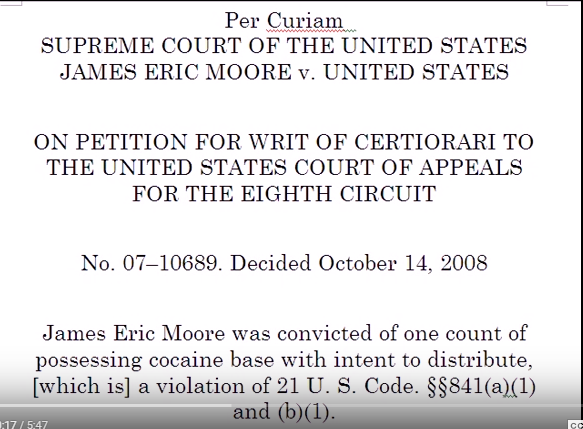 Per Curiam
SUPREME COURT OF THE UNITED STATES
JAMES ERIC MOORE v. UNITED STATES
ON PETITION FOR WRIT OF CERTIORARI TO
THE UNITED STATES COURT OF APPEALS
FOR THE EIGHTH CIRCUIT
No. 07–10689. Decided October 14, 2008
James Eric Moore was convicted of one count of
possessing cocaine base with intent to distribute,
[which is] a violation of 21 U. S. Code. §§841(a)(1)
and (b)(1).
:17 / 5:47